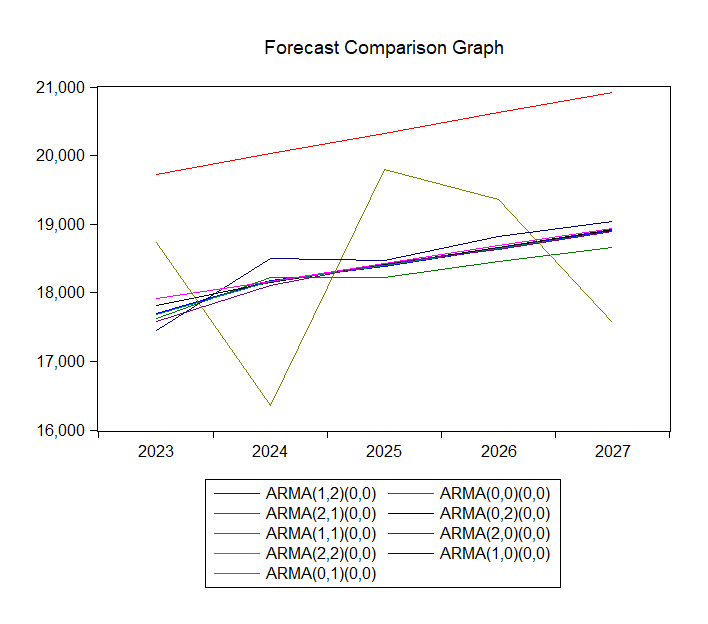 Forecast Comparison Graph
21,000
20,000
19,000
18,000
17,000
16,000
2023 2024 2025 2026 2027
ARMA(1,2)(0,0) ARMA(0,0)(0,0)
ARMA(2,1)(0,0) ARMA(0,2)(0,0)
ARMA(1,1)(0,0) ARMA(2,0)(0,0)
ARMA(2,2)(0,0) ARMA(1,0)(0,0)
ARMA(0,1)(0,0)